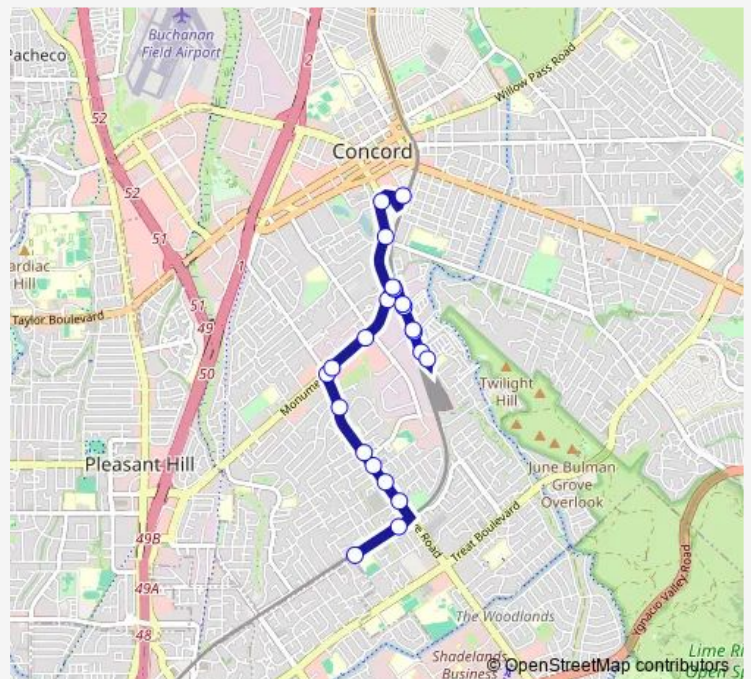 Pacheco
Buchanan
Field Airport
2
Willow Pass Road
52
Concord
52
51
1
ardiac
Hill
51
49
Taylor Boulevard
50
Monume
Twilight
Hill
Pleasant Hill
June Bulman
Grove
Overlook
49B
e Road
Treat Boulevard
49A
Ygnacio Valley Road
48
The Woodlands
Shadelands
Business
Lime Ri
Open S
© OpenStreetMap contributors